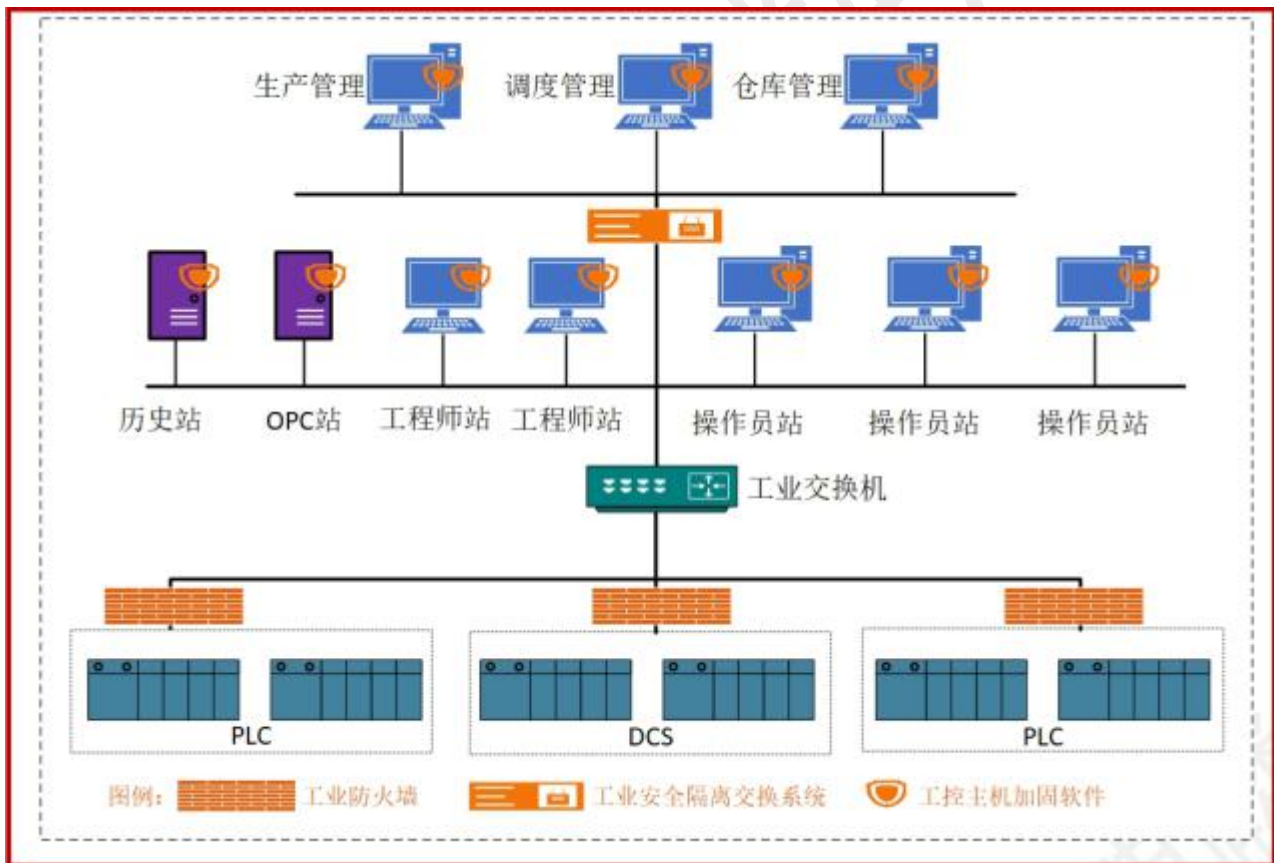 生产管理
调度管理
仓库管理
历史站
OPC站
工程师站
工程师站
操作员站
操作员站
操作员站
工业交换机
PLC
DCS
PLC
图例：
工业防火墙
工业安全隔离交换系统
工控主机加固软件